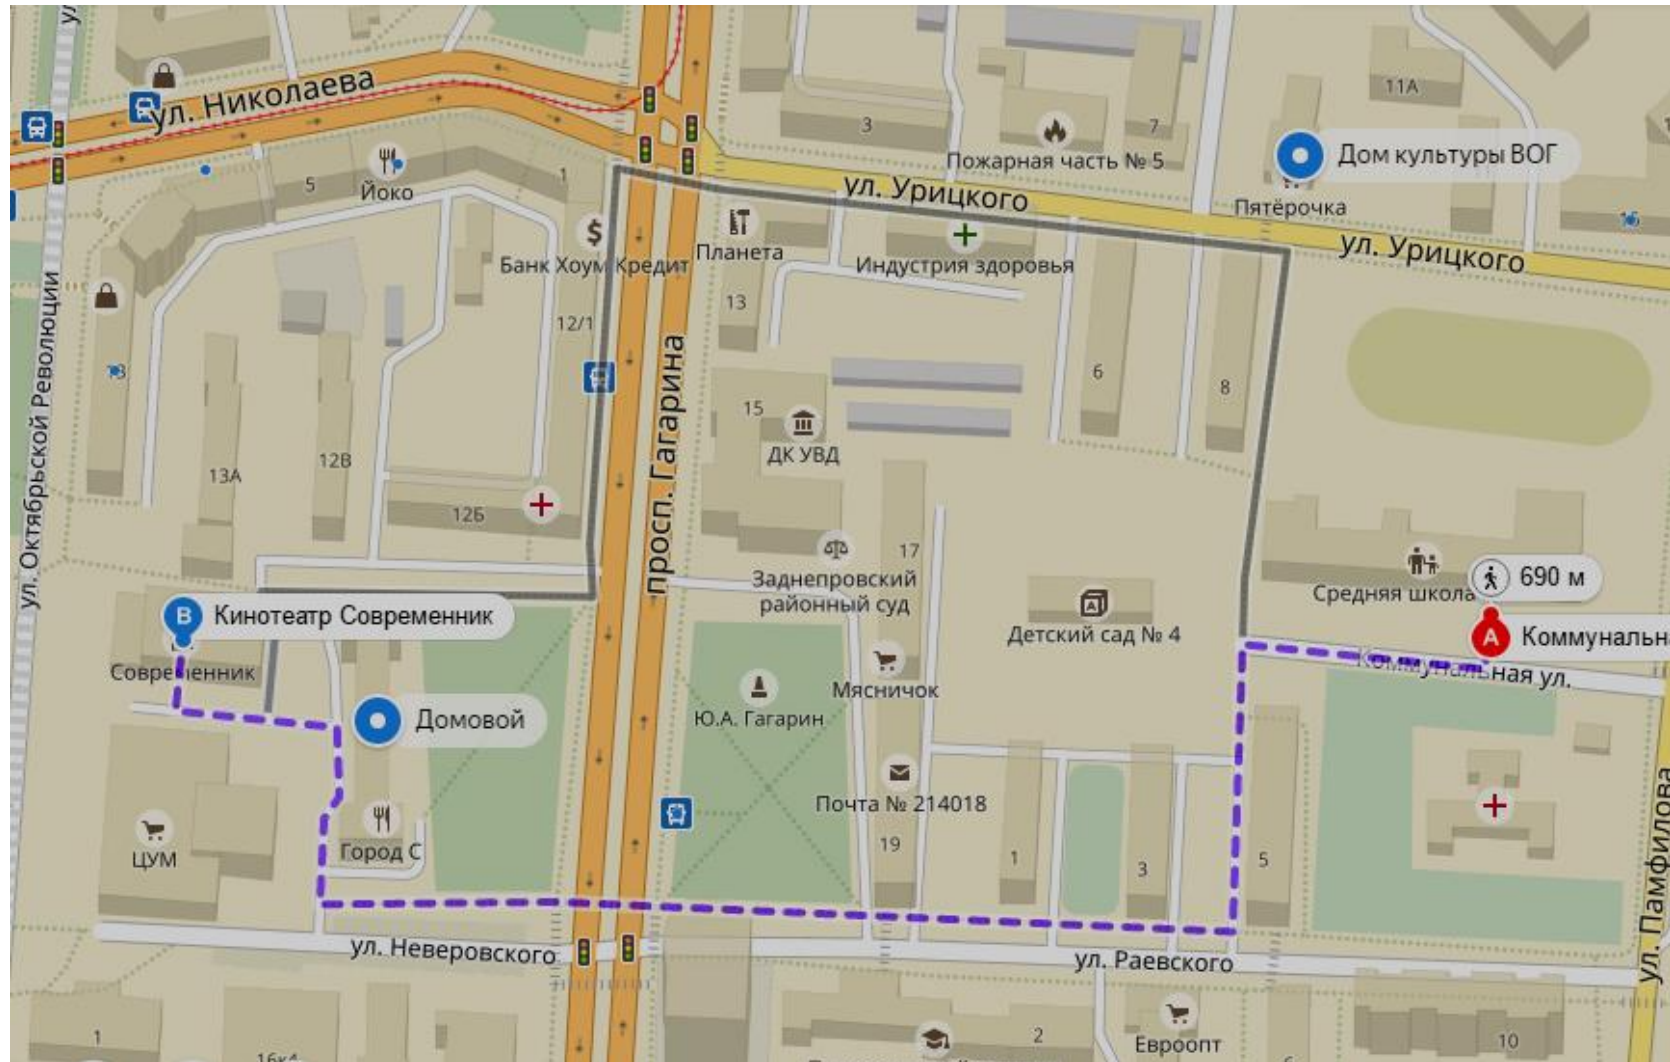 ул. Николаева
3
7
11А
Пожарная часть № 5
Дом культуры ВОГ
Пятёрочка
5
Йоко
1
ул. Урицкого
ул. Урицкого
Банк Хоум Кредит
Планета
Индустрия здоровья
13
12/1
ул. Октябрьской Революции
просп. Гагарина
6
8
15
ДК УВД
13А
12В
12Б
17
Заднепровский
районный суд
Детский сад № 4
Средняя школа
690 м
A
Коммунальна
Коммунальная ул.
B
Кинотеатр Современник
Современник
Домовой
Ю.А. Гагарин
Мясничок
Почта № 214018
ЦУМ
Город С
19
1
3
5
ул. Памфилова
ул. Неверовского
ул. Раевского
1
16к4
2
Евроопт
10